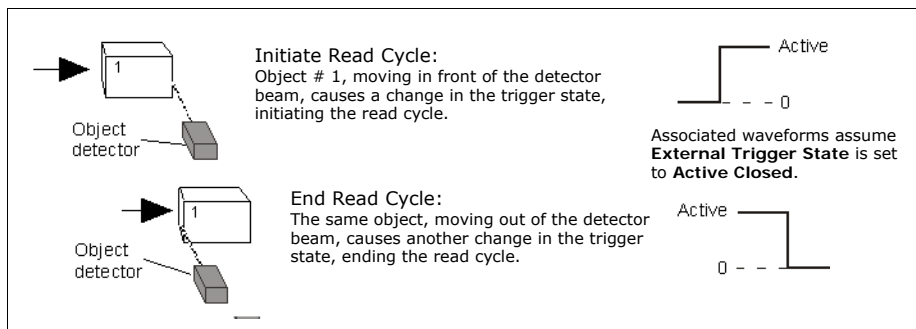 Initiate Read Cycle:
Object # 1, moving in front of the detector
beam, causes a change in the trigger state,
initiating the read cycle.
1
Object
detector
Active
0
Associated waveforms assume
External Trigger State is set
to Active Closed.
End Read Cycle:
The same object, moving out of the detector
beam, causes another change in the trigger
state, ending the read cycle.
1
Object
detector
Active
0